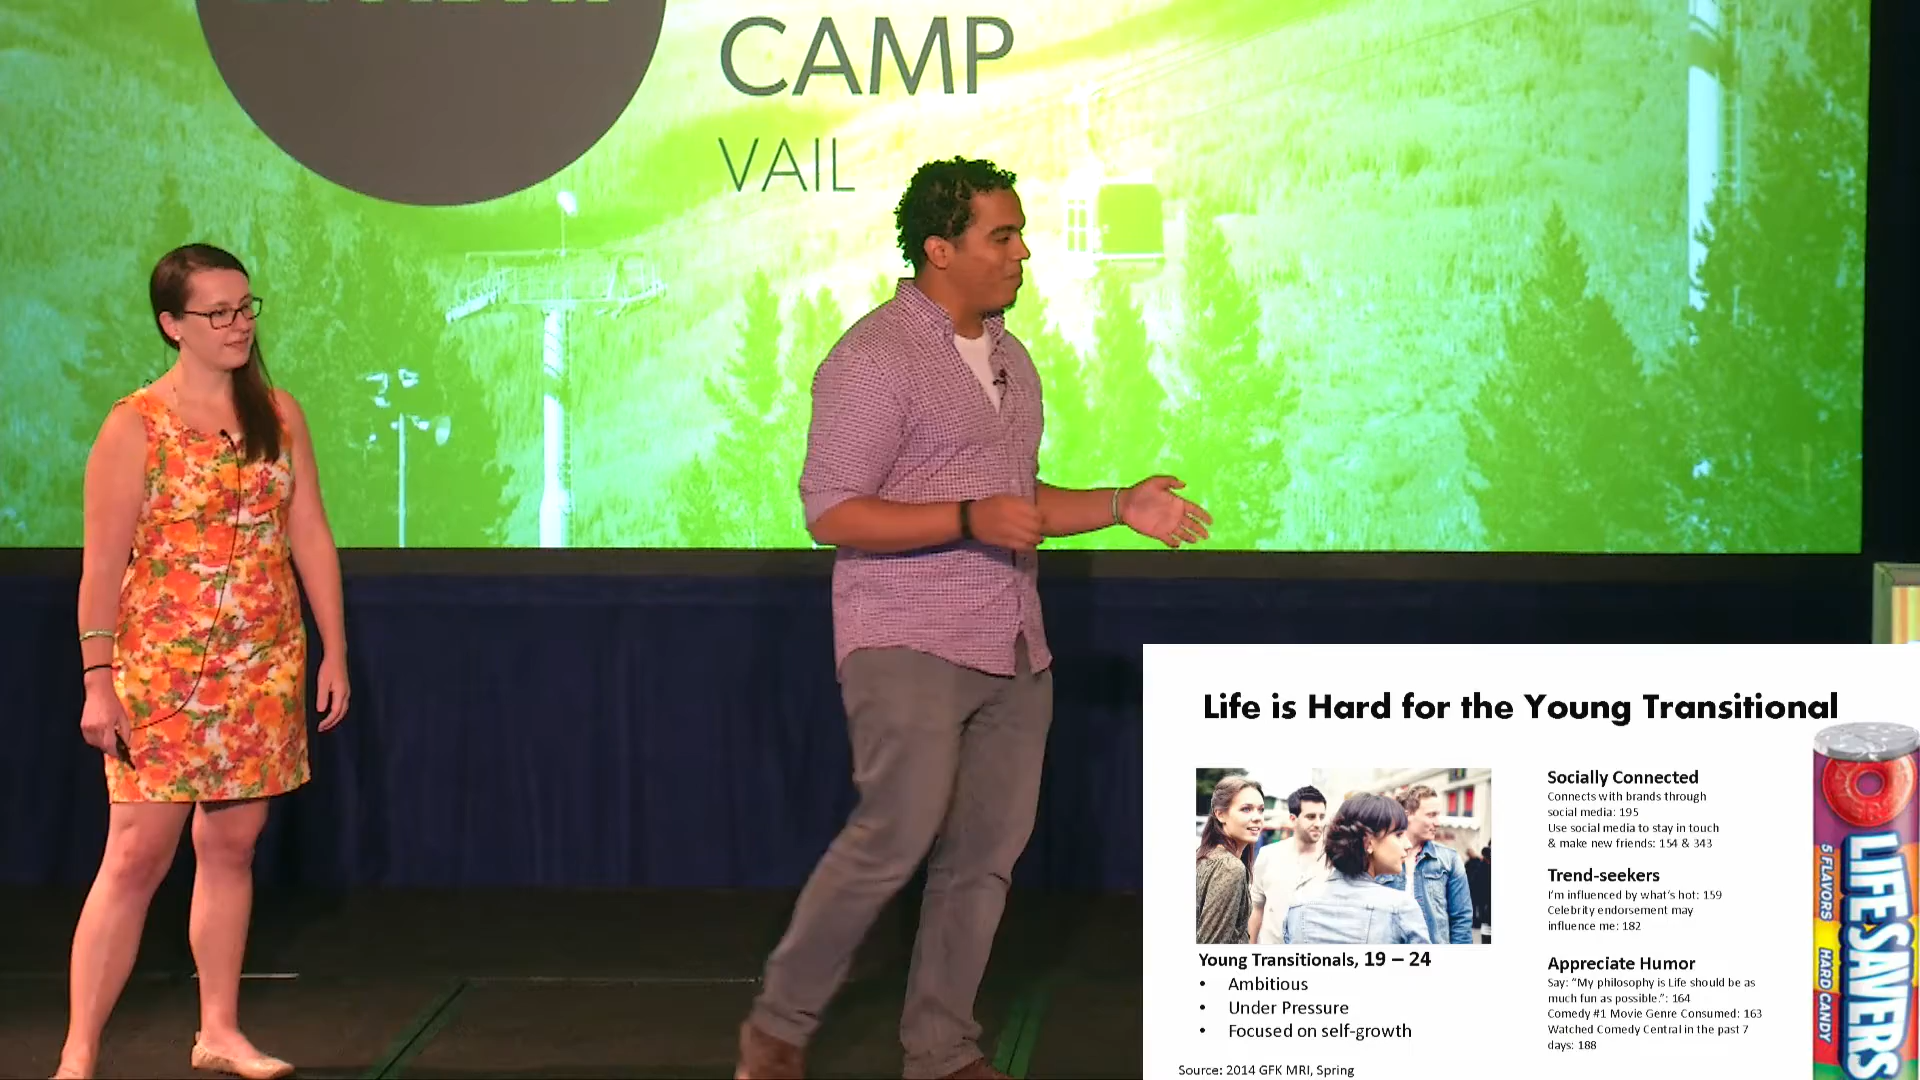 CAMP
VAIL
Life is Hard for the Young Transitional
Young Transitionals, 19 – 24
• Ambitious
• Under Pressure
• Focused on self-growth
Source: 2014 GFK MRI, Spring
Socially Connected
Connects with brands through
social media: 195
Use social media to stay in touch
& make new friends: 154 & 343
Trend-seekers
I'm influenced by what's hot: 159
Celebrity endorsement may
influence me: 182
Appreciate Humor
Say: “My philosophy is Life should be as
much fun as possible.”: 164
Comedy #1 Movie Genre Consumed: 163
Watched Comedy Central in the past 7
days: 188
LIFESAVERS
5 FLAVORS HARD CANDY